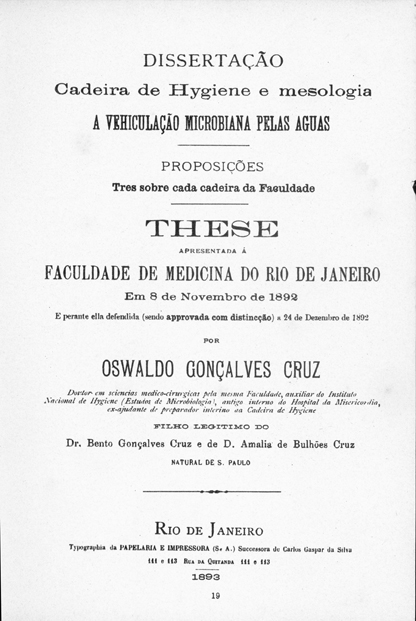 DISSERTAÇÃO
Cadeira de Hygiene e mesologia
A VEHICULAÇÃO MICROBIANA PELAS AGUAS
PROPOSIÇÕES
Tres sobre cada cadeira da Faculdade
THESE
APRESENTADA Á
FACULDADE DE MEDICINA DO RIO DE JANEIRO
Em 8 de Novembro de 1892
E perante ella defendida (sendo approvada com distincção) a 24 de Dezembro de 1892
POR
OSWALDO GONÇALVES CRUZ
Doutor em sciencias medico-cirurgicas pela mesma Faculdade, auxiliar do Instituto
Nacional de Hygiene (Estudos de Microbiologia), antigo interno do Hospital da Misericordia,
ex-ajudante de preparador interino na Cadeira de Hygiene
FILHO LEGITIMO DO
Dr. Bento Gonçalves Cruz e de D. Amalia de Bulhões Cruz
NATURAL DE S. PAULO
RIO DE JANEIRO
Typographia da PAPELARIA E IMPRESSORA (S. A.) Successora de Carlos Gaspar da Silva
111 e 113 RUA DA QUITANDA 111 e 113
1893
19